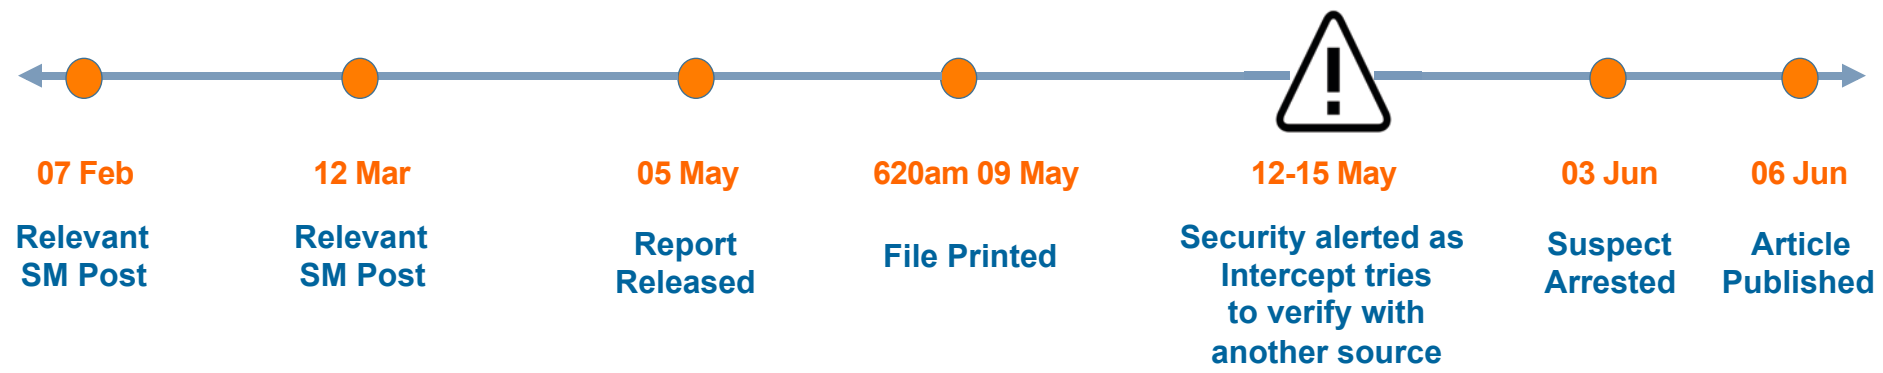 07 Feb
Relevant
SM Post
12 Mar
Relevant
SM Post
05 May
Report
Released
620am 09 May
File Printed
!
12-15 May
Security alerted as
Intercept tries
to verify with
another source
03 Jun
Suspect
Arrested
06 Jun
Article
Published